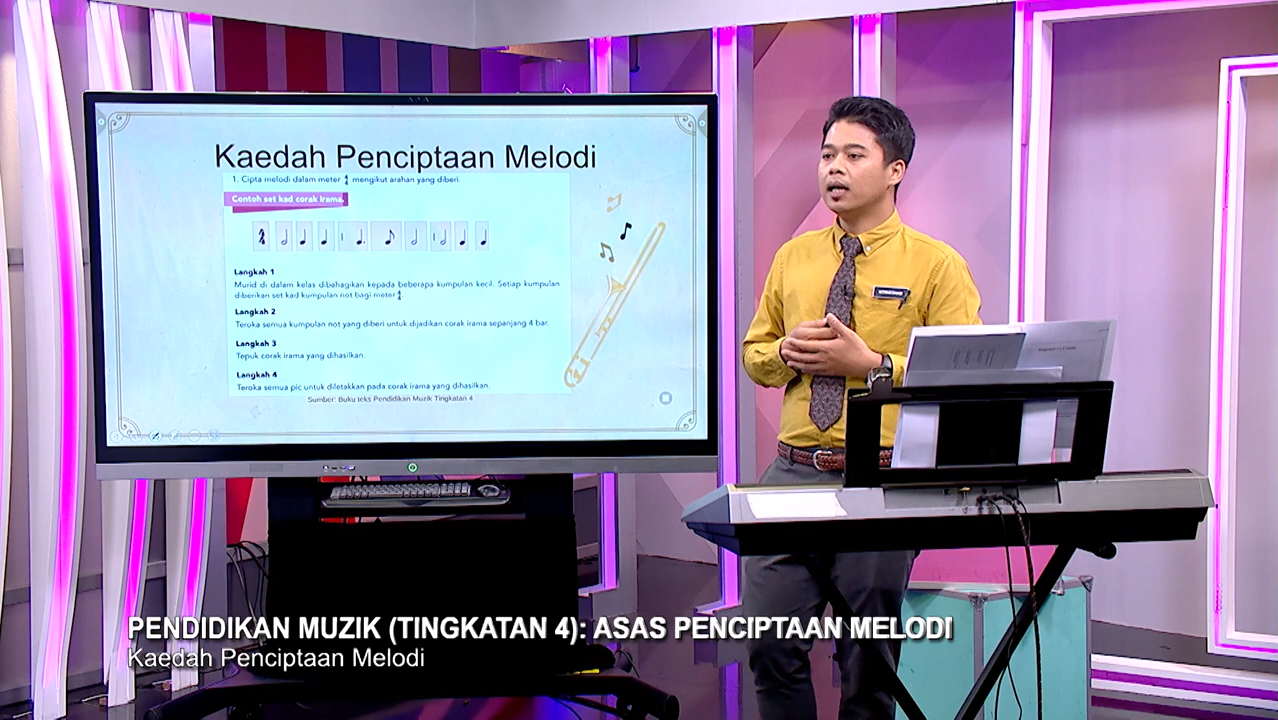 Kaedah Penciptaan Melodi
1. Cipta melodi dalam meter 4/4 mengikut arahan yang diberi.
Contoh set kad corak irama.
Langkah 1
Murid di dalam kelas dibahagikan kepada beberapa kumpulan kecil. Setiap kumpulan
diberikan set kad kumpulan not bagi meter 4/4.
Langkah 2
Teroka semua kumpulan not yang diberi untuk dijadikan corak irama sepanjang 4 bar.
Langkah 3
Tepuk corak irama yang dihasilkan.
Langkah 4
Teroka semua pic untuk diletakkan pada corak irama yang dihasilkan.
Sumber: Buku teks Pendidikan Muzik Tingkatan 4
PENDIDIKAN MUZIK (TINGKATAN 4): ASAS PENCIPTAAN MELODI
Kaedah Penciptaan Melodi